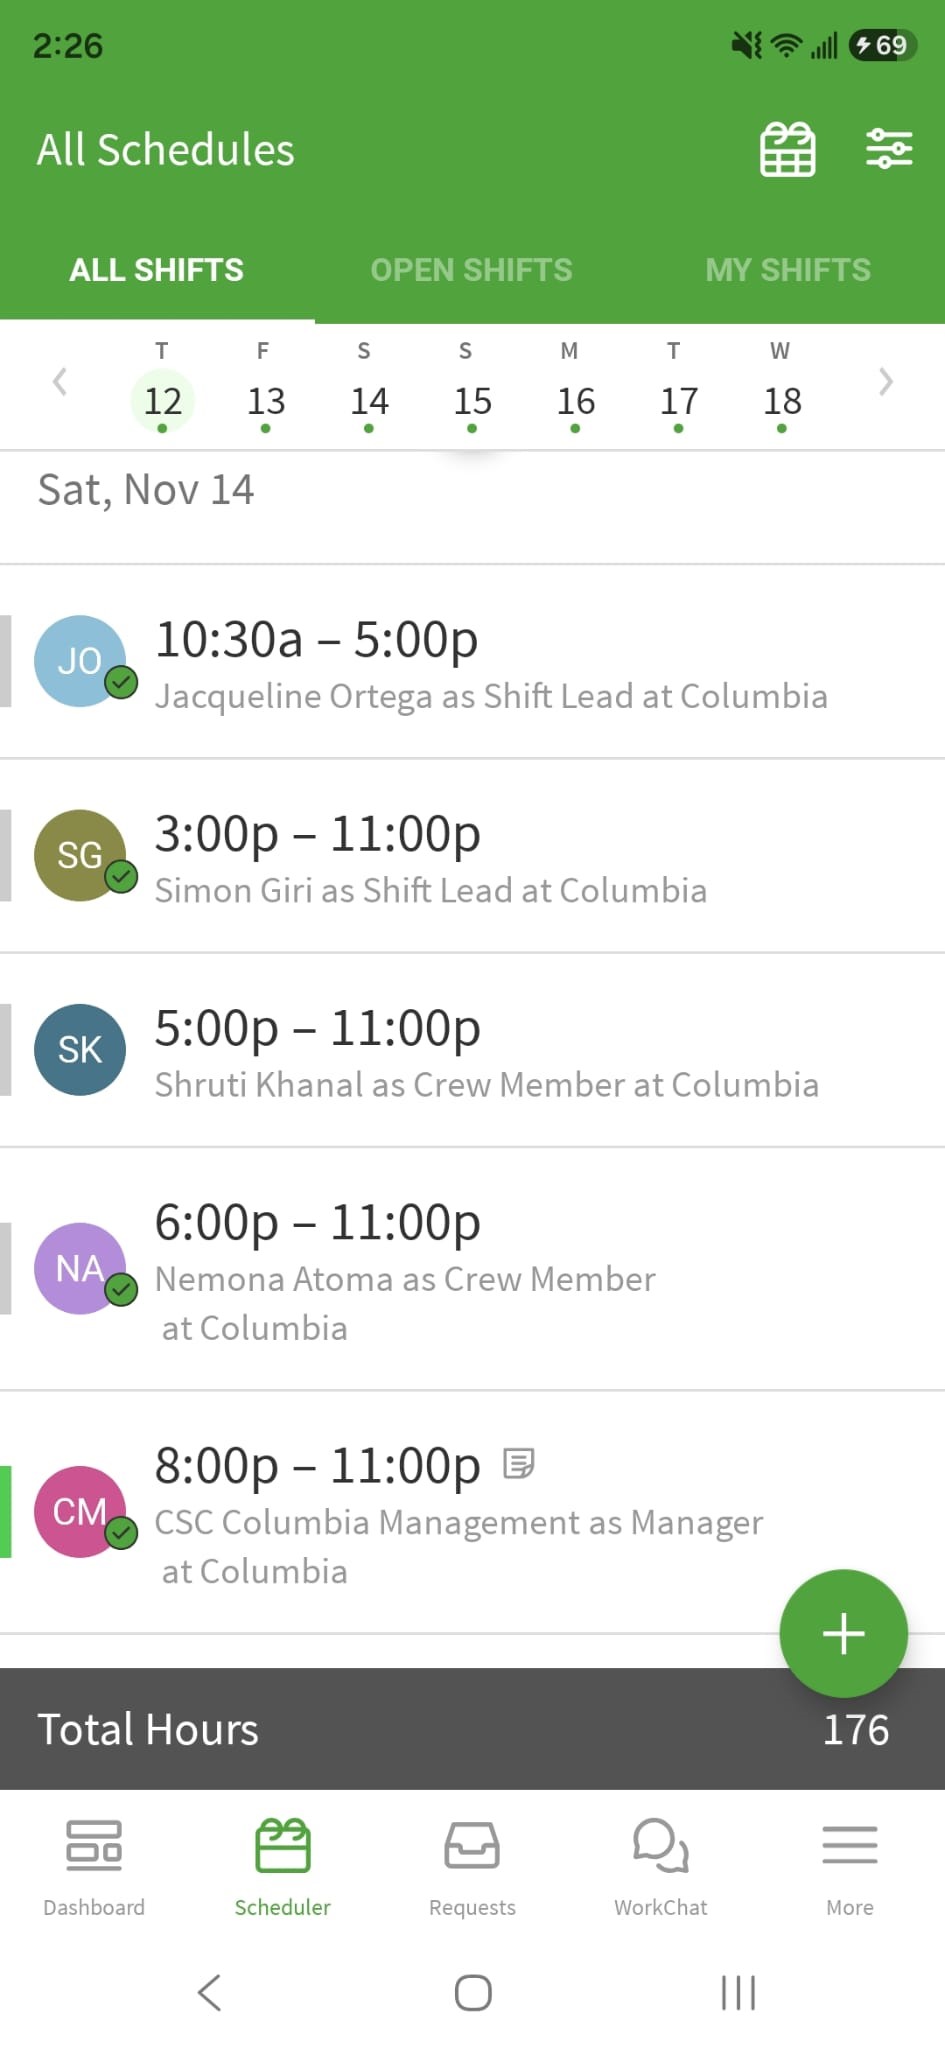 2:26
69
All Schedules
ALL SHIFTS OPEN SHIFTS MY SHIFTS
T F S S M T W
12 13 14 15 16 17 18
Sat, Nov 14
JO
10:30a – 5:00p
Jacqueline Ortega as Shift Lead at Columbia
SG
3:00p – 11:00p
Simon Giri as Shift Lead at Columbia
SK
5:00p – 11:00p
Shruti Khanal as Crew Member at Columbia
NA
6:00p – 11:00p
Nemona Atoma as Crew Member
at Columbia
CM
8:00p – 11:00p
CSC Columbia Management as Manager
at Columbia
Total Hours 176
Dashboard Scheduler Requests WorkChat More